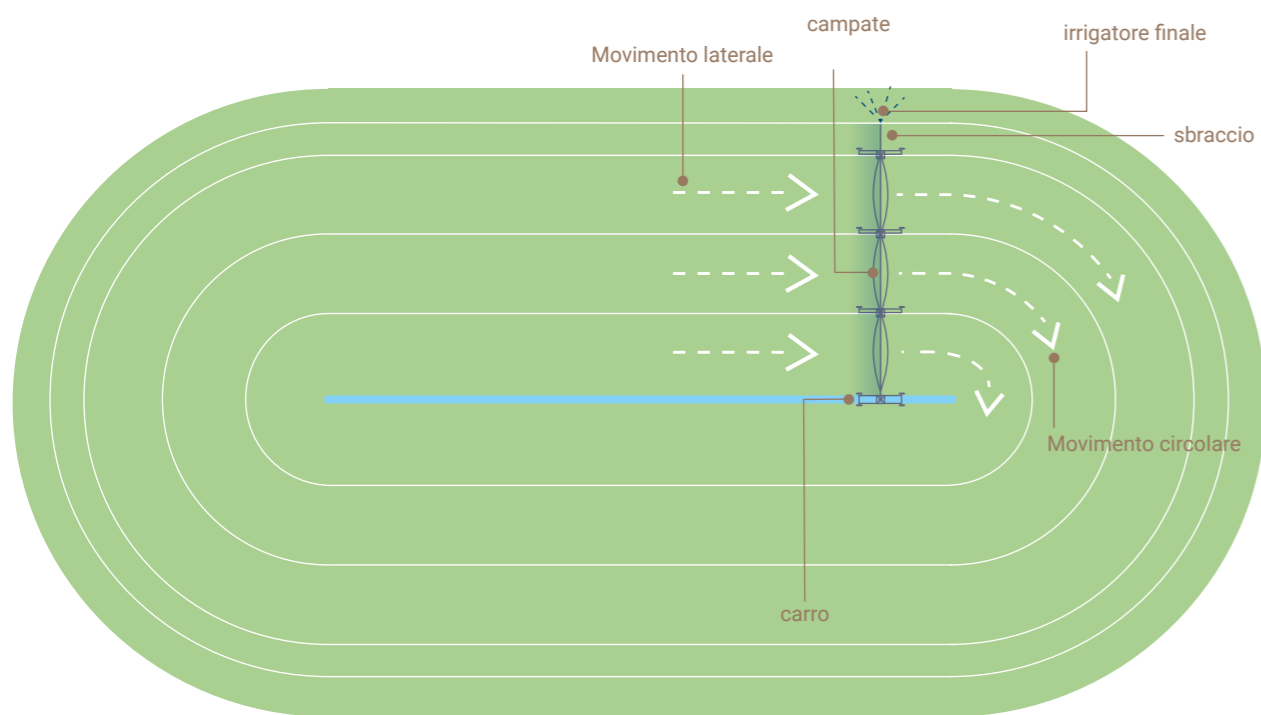 campate
irrigatore finale
Movimento laterale
sbraccio
Movimento circolare
carro